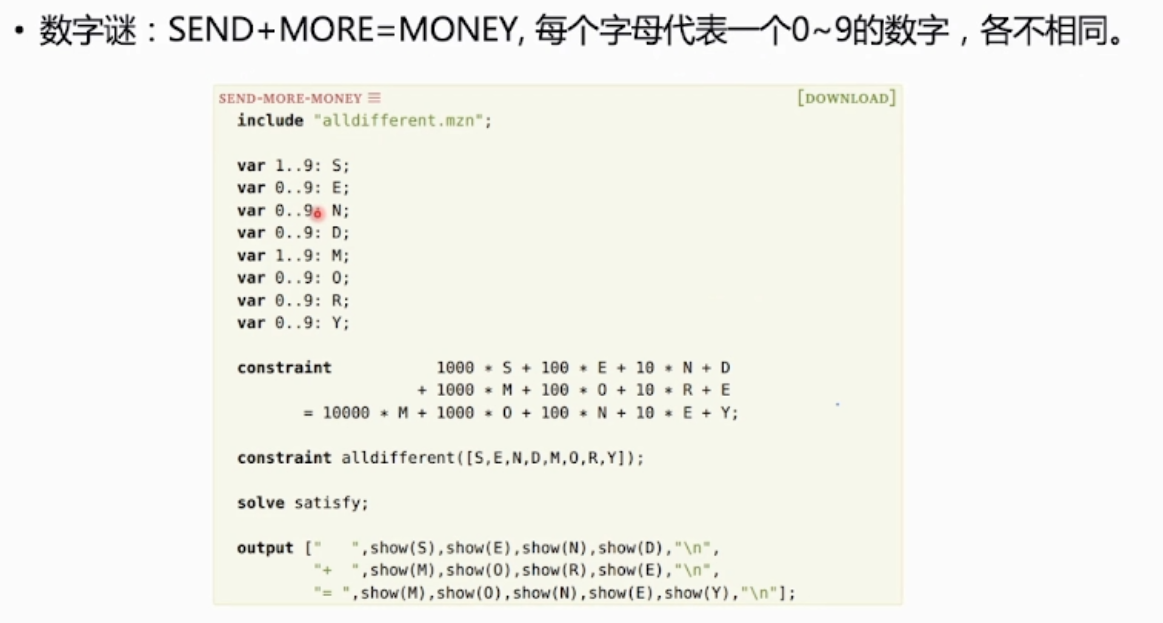 • 数字谜：SEND+MORE=MONEY, 每个字母代表一个0~9的数字，各不相同。
SEND-MORE-MONEY ≡ [DOWNLOAD]
include "alldifferent.mzn";
var 1..9: S;
var 0..9: E;
var 0..9: N;
var 0..9: D;
var 1..9: M;
var 0..9: O;
var 0..9: R;
var 0..9: Y;
constraint 1000 * S + 100 * E + 10 * N + D
+ 1000 * M + 100 * O + 10 * R + E
= 10000 * M + 1000 * O + 100 * N + 10 * E + Y;
constraint alldifferent([S,E,N,D,M,O,R,Y]);
solve satisfy;
output ["   ",show(S),show(E),show(N),show(D),"\n",
"+  ",show(M),show(O),show(R),show(E),"\n",
"= ",show(M),show(O),show(N),show(E),show(Y),"\n"];